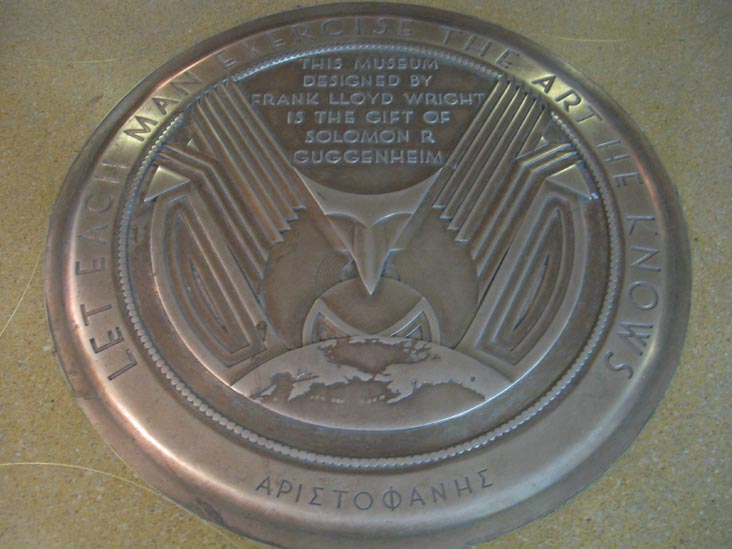 LET EACH MAN EXERCISE THE ART HE KNOWS
THIS MUSEUM
DESIGNED BY
FRANK LLOYD WRIGHT
IS THE GIFT OF
SOLOMON R
GUGGENHEIM
ΑΡΙΣΤΟΦΑΝΗΣ